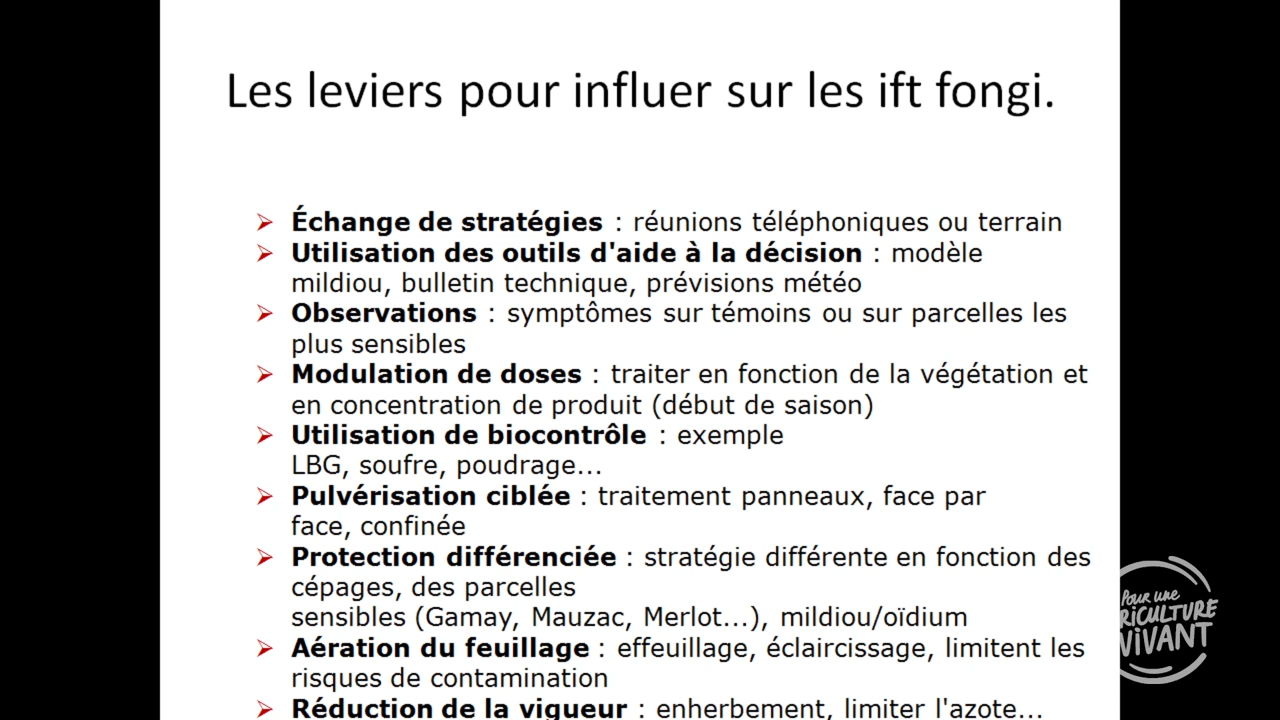 Les leviers pour influer sur les ift fongi.
Échange de stratégies : réunions téléphoniques ou terrain
Utilisation des outils d'aide à la décision : modèle
mildiou, bulletin technique, prévisions météo
Observations : symptômes sur témoins ou sur parcelles les
plus sensibles
Modulation de doses : traiter en fonction de la végétation et
en concentration de produit (début de saison)
Utilisation de biocontrôle : exemple
LBG, soufre, poudrage...
Pulvérisation ciblée : traitement panneaux, face par
face, confinée
Protection différenciée : stratégie différente en fonction des
cépages, des parcelles
sensibles (Gamay, Mauzac, Merlot...), mildiou/oïdium
Aération du feuillage : effeuillage, éclaircissage, limitent les
risques de contamination
Réduction de la vigueur : enherbement, limiter l'azote...
Pour une
RICULTURE
VIVANT